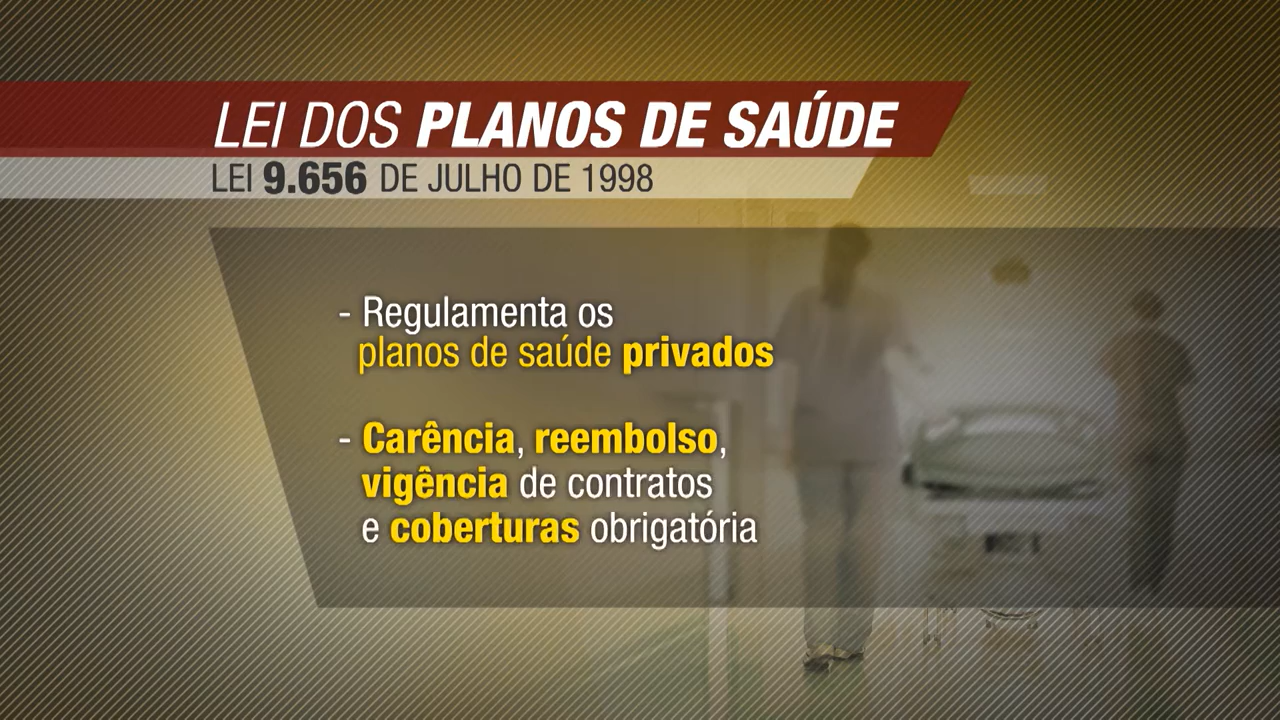 LEI DOS PLANOS DE SAÚDE
LEI 9.656 DE JULHO DE 1998
- Regulamenta os
planos de saúde privados
- Carência, reembolso,
vigência de contratos
e coberturas obrigatória